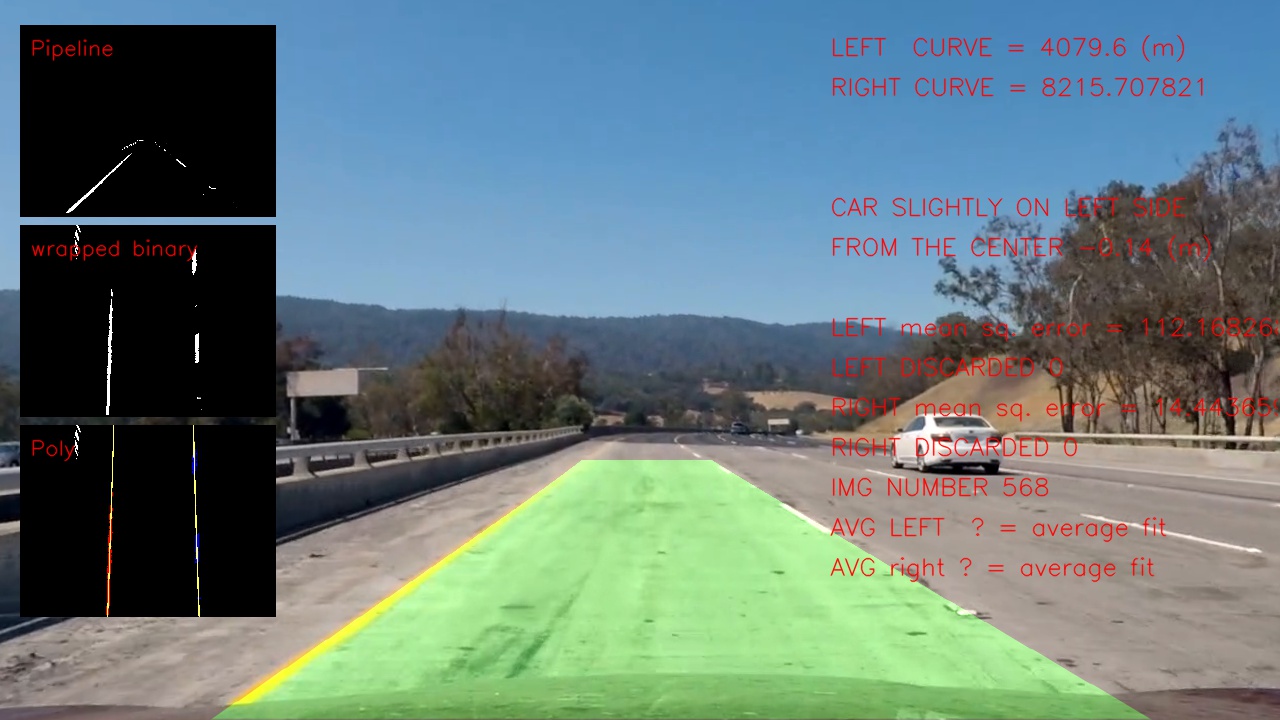 Pipeline
wrapped binary
Poly
LEFT CURVE = 4079.6 (m)
RIGHT CURVE = 8215.707821
CAR SLIGHTLY ON LEFT SIDE
FROM THE CENTER -0.14 (m)
LEFT mean sq. error = 112.16826
LEFT DISCARDED 0
RIGHT mean sq. error = 14.44365
RIGHT DISCARDED 0
IMG NUMBER 568
AVG LEFT ? = average fit
AVG right ? = average fit